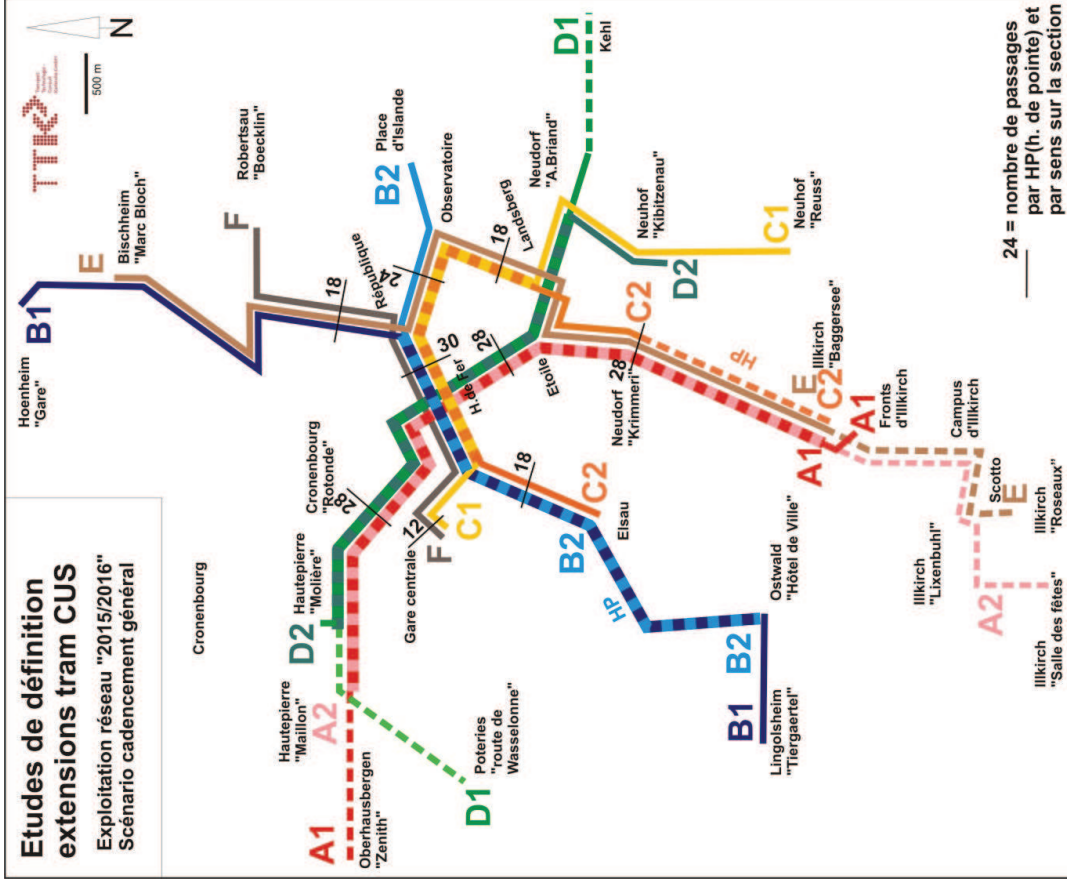 Etudes de définition
extensions tram CUS
Exploitation réseau "2015/2016"
Scénario cadencement général
TTK
500 m
N
Hoenheim
"Gare"
B1
E
Bischheim
"Marc Bloch"
Robertsau
"Boecklin"
F
18
République
24
B2
Place
d'Islande
Observatoire
18
Landsberg
Neudorf
"A.Briand"
D1
Kehl
Cronenbourg
Cronenbourg
"Rotonde"
28
30
H.de Fer
28
Etoile
Hautepierre
"Molière"
D2
Gare centrale
12
F
C1
18
C2
Elsau
B2
HP
Neudorf
"Krimmeri"
28
C2
HP
Neuhof
"Kibitzenau"
D2
C1
Neuhof
"Reuss"
Hautepierre
"Maillon"
A2
A1
Oberhausbergen
"Zenith"
D1
Poteries
"route de
Wasselonne"
Ostwald
"Hôtel de Ville"
B2
B1
Lingolsheim
"Tiergaertel"
Illkirch
"Baggersee"
E
C2
A1
A1
Fronts
d'Illkirch
Campus
d'Illkirch
Illkirch
"Lixenbuhl"
Scotto
E
Illkirch
"Roseaux"
A2
Illkirch
"Salle des fêtes"
24 = nombre de passages
par HP(h. de pointe) et
par sens sur la section